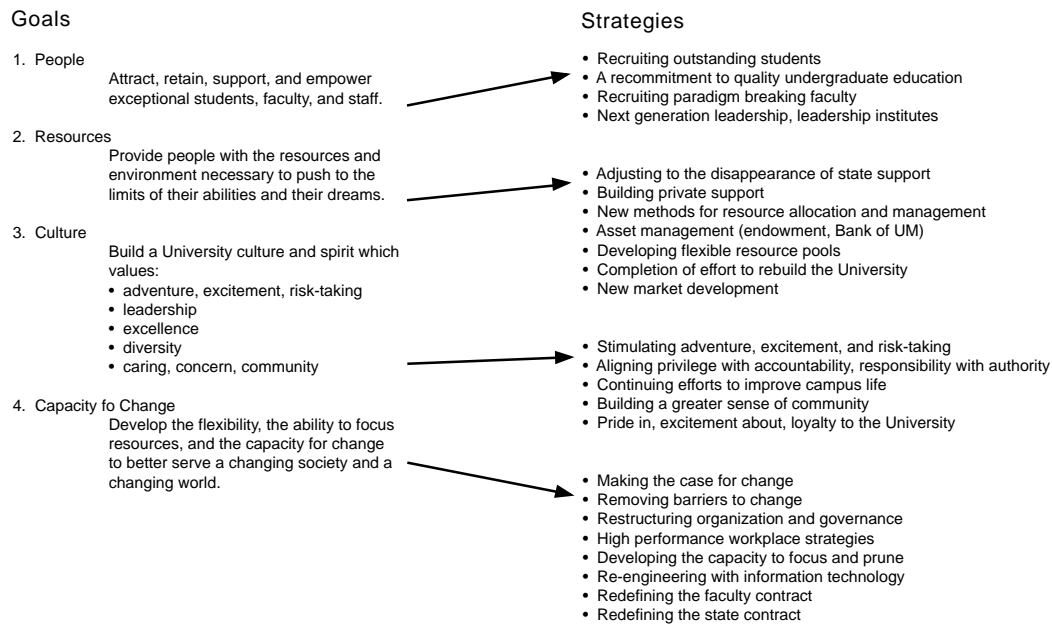 Goals
1. People
Attract, retain, support, and empower
exceptional students, faculty, and staff.
2. Resources
Provide people with the resources and
environment necessary to push to the
limits of their abilities and their dreams.
3. Culture
Build a University culture and spirit which
values:
• adventure, excitement, risk-taking
• leadership
• excellence
• diversity
• caring, concern, community
4. Capacity fo Change
Develop the flexibility, the ability to focus
resources, and the capacity for change
to better serve a changing society and a
changing world.
Strategies
• Recruiting outstanding students
• A recommitment to quality undergraduate education
• Recruiting paradigm breaking faculty
• Next generation leadership, leadership institutes
• Adjusting to the disappearance of state support
• Building private support
• New methods for resource allocation and management
• Asset management (endowment, Bank of UM)
• Developing flexible resource pools
• Completion of effort to rebuild the University
• New market development
• Stimulating adventure, excitement, and risk-taking
• Aligning privilege with accountability, responsibility with authority
• Continuing efforts to improve campus life
• Building a greater sense of community
• Pride in, excitement about, loyalty to the University
• Making the case for change
• Removing barriers to change
• Restructuring organization and governance
• High performance workplace strategies
• Developing the capacity to focus and prune
• Re-engineering with information technology
• Redefining the faculty contract
• Redefining the state contract